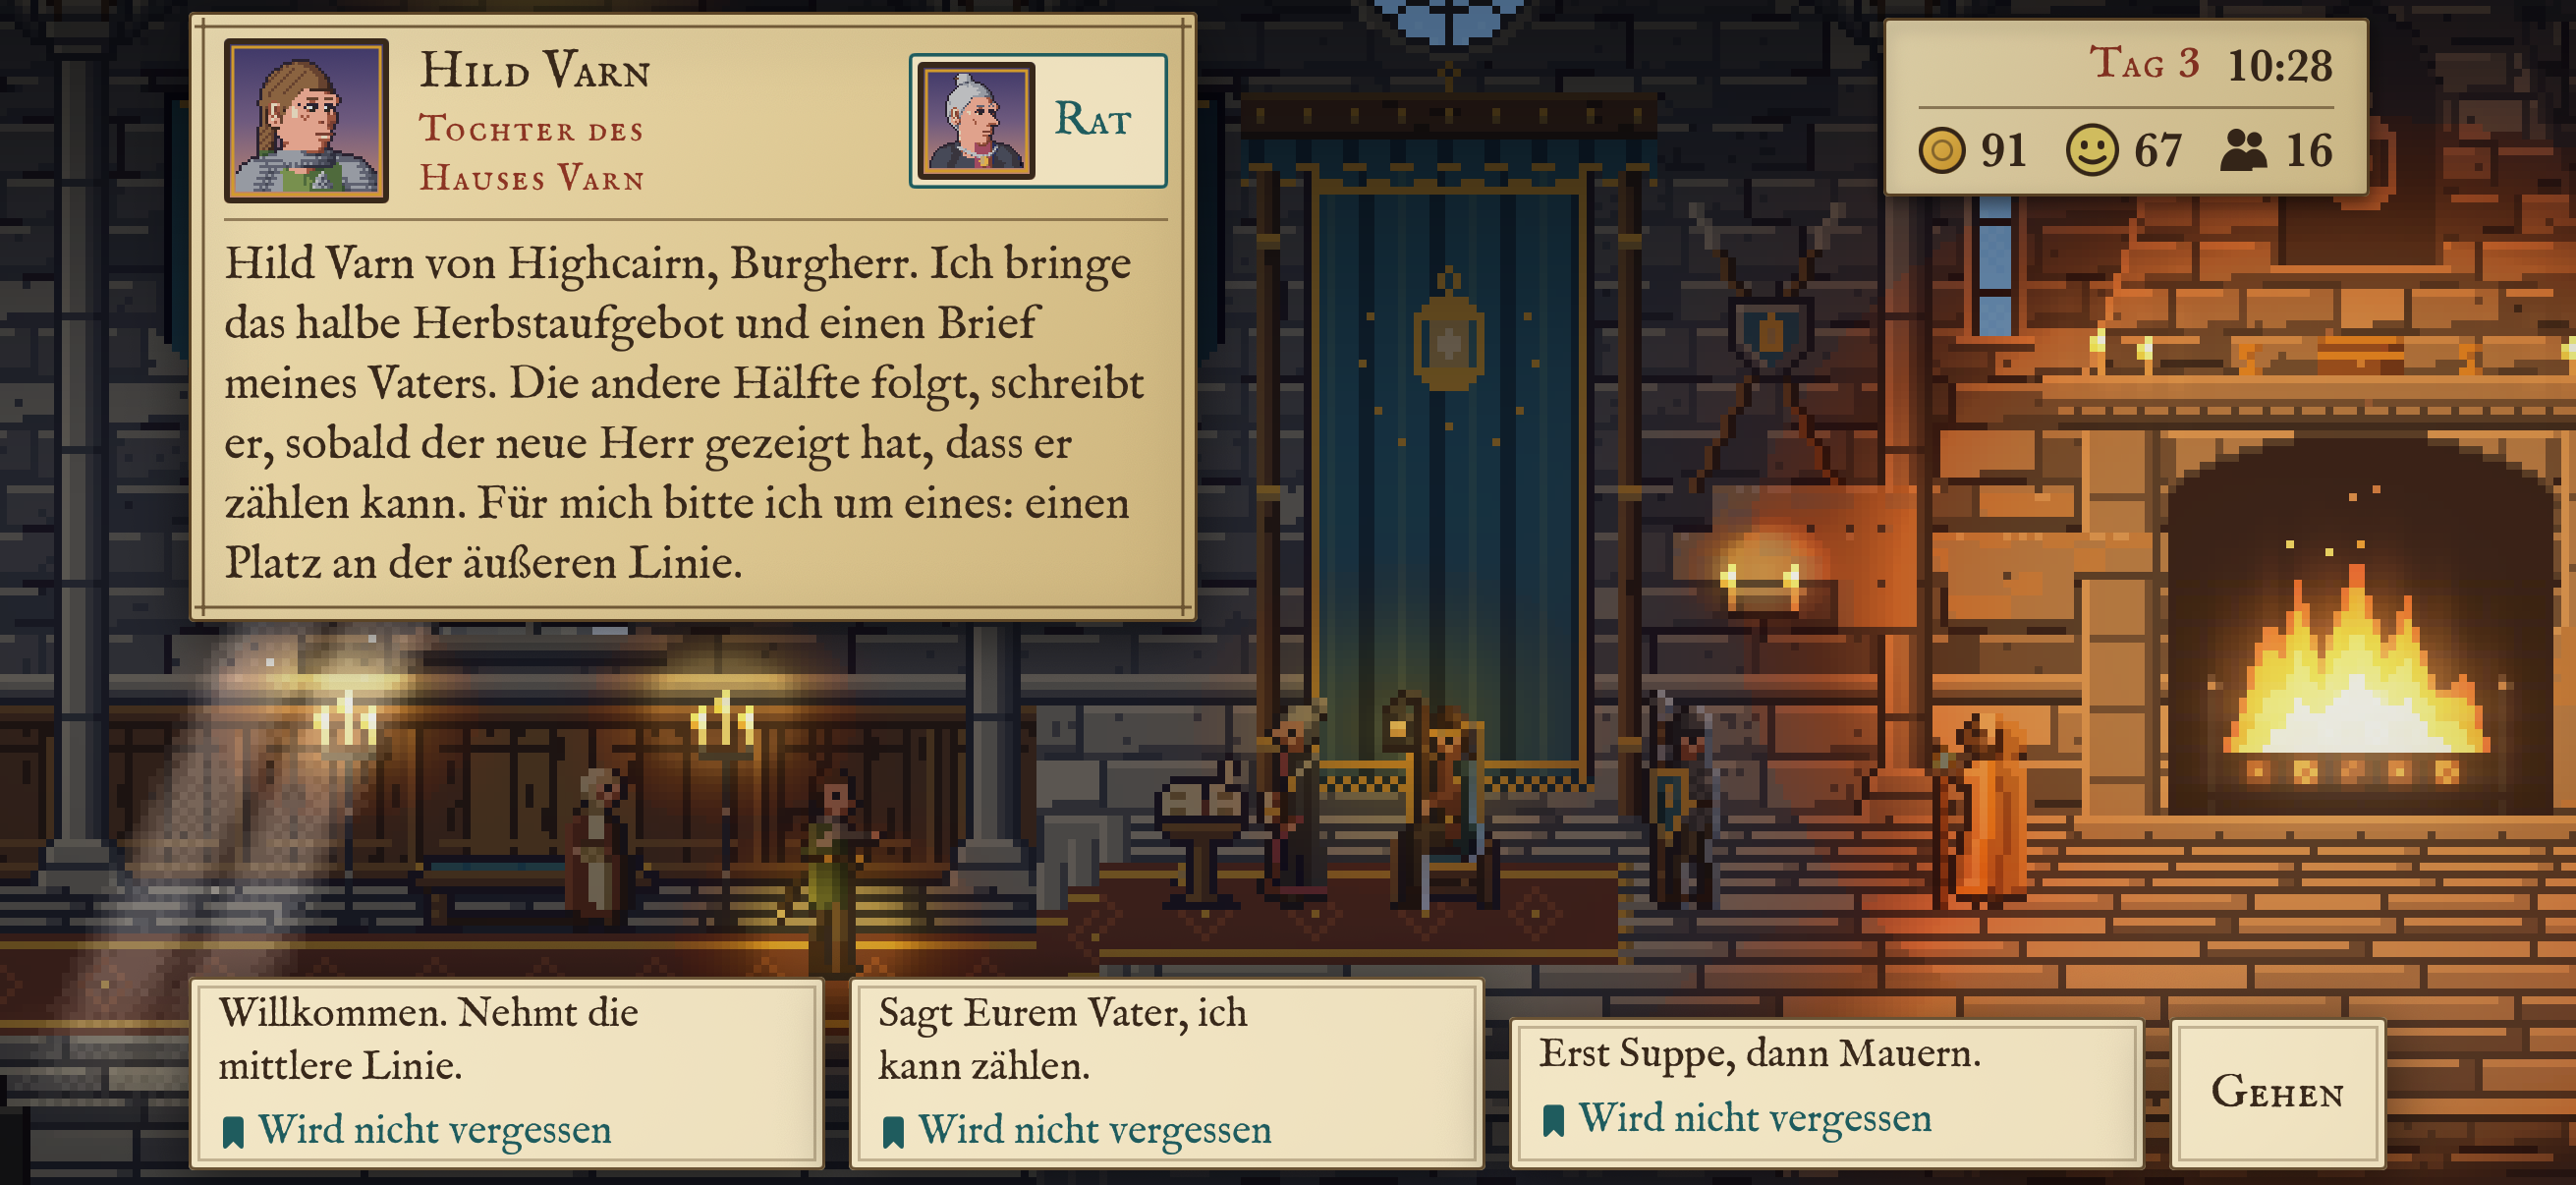 Hild Varn
Tochter des
Hauses Varn
Rat
Hild Varn von Highcairn, Burgherr. Ich bringe
das halbe Herbstaufgebot und einen Brief
meines Vaters. Die andere Hälfte folgt, schreibt
er, sobald der neue Herr gezeigt hat, dass er
zählen kann. Für mich bitte ich um eines: einen
Platz an der äußeren Linie.
Tag 3 10:28
91 67 16
Willkommen. Nehmt die
mittlere Linie.
Wird nicht vergessen
Sagt Eurem Vater, ich
kann zählen.
Wird nicht vergessen
Erst Suppe, dann Mauern.
Wird nicht vergessen
Gehen